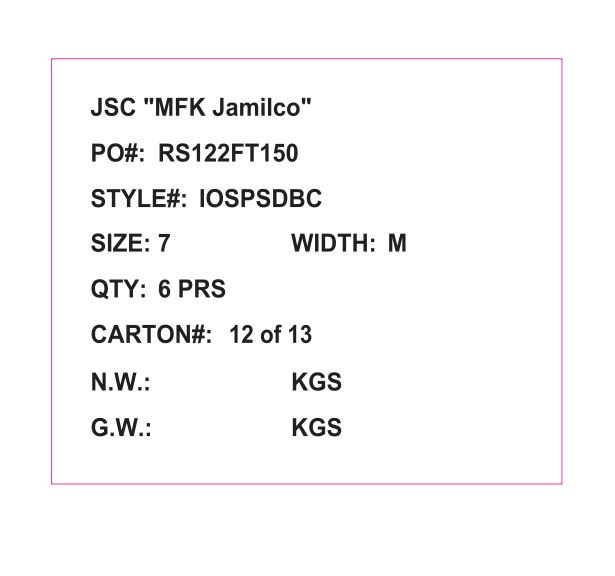 JSC "MFK Jamilco"
PO#: RS122FT150
STYLE#: IOSPSDBC
SIZE: 7 WIDTH: M
QTY: 6 PRS
CARTON#: 12 of 13
N.W.: KGS
G.W.: KGS